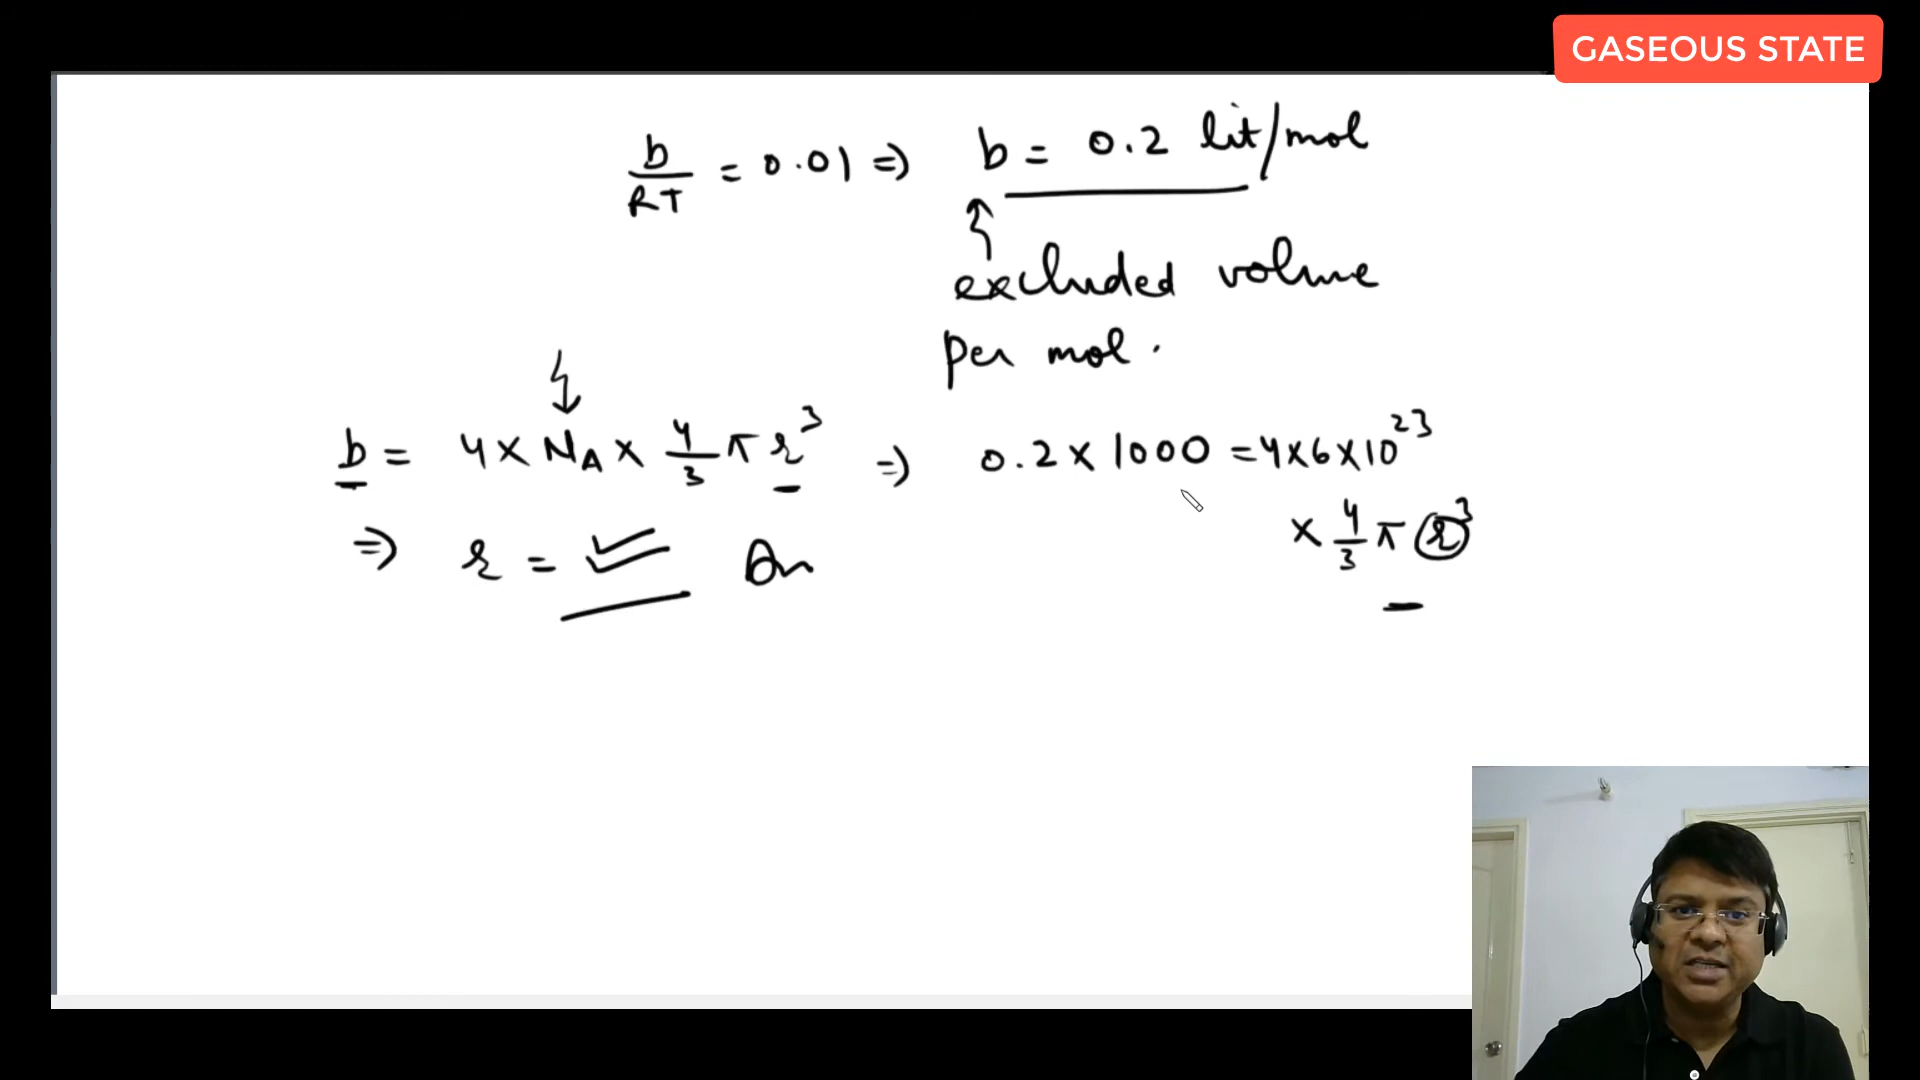 GASEOUS STATE
b/RT = 0.01 ⇒ b = 0.2 lit/mol
excluded volume
per mol.
b = 4 × NA × 4/3 π r³ ⇒ 0.2 × 1000 = 4×6×10²³
× 4/3 π r³
⇒ r =